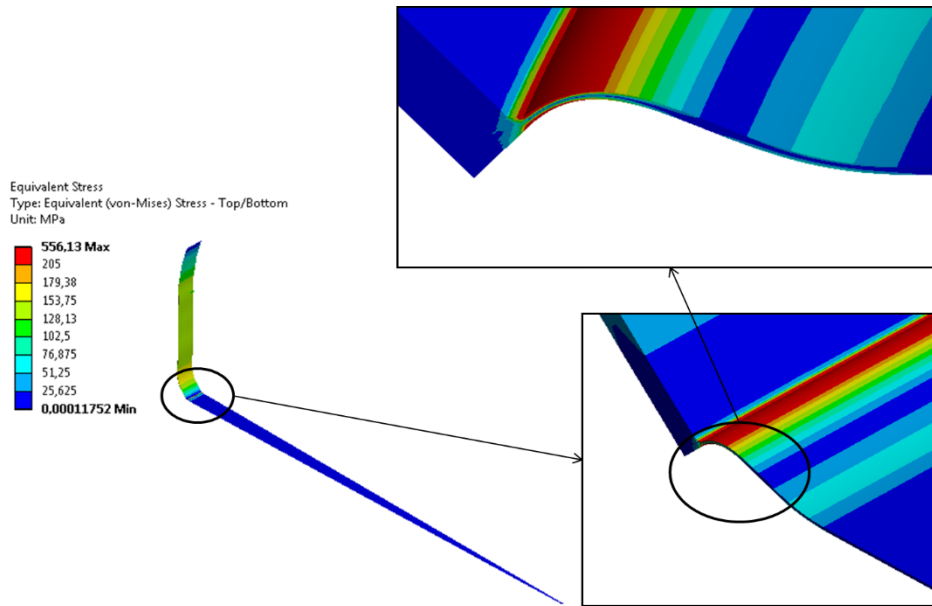 Equivalent Stress
Type: Equivalent (von-Mises) Stress - Top/Bottom
Unit: MPa
556,13 Max
205
179,38
153,75
128,13
102,5
76,875
51,25
25,625
0,00011752 Min